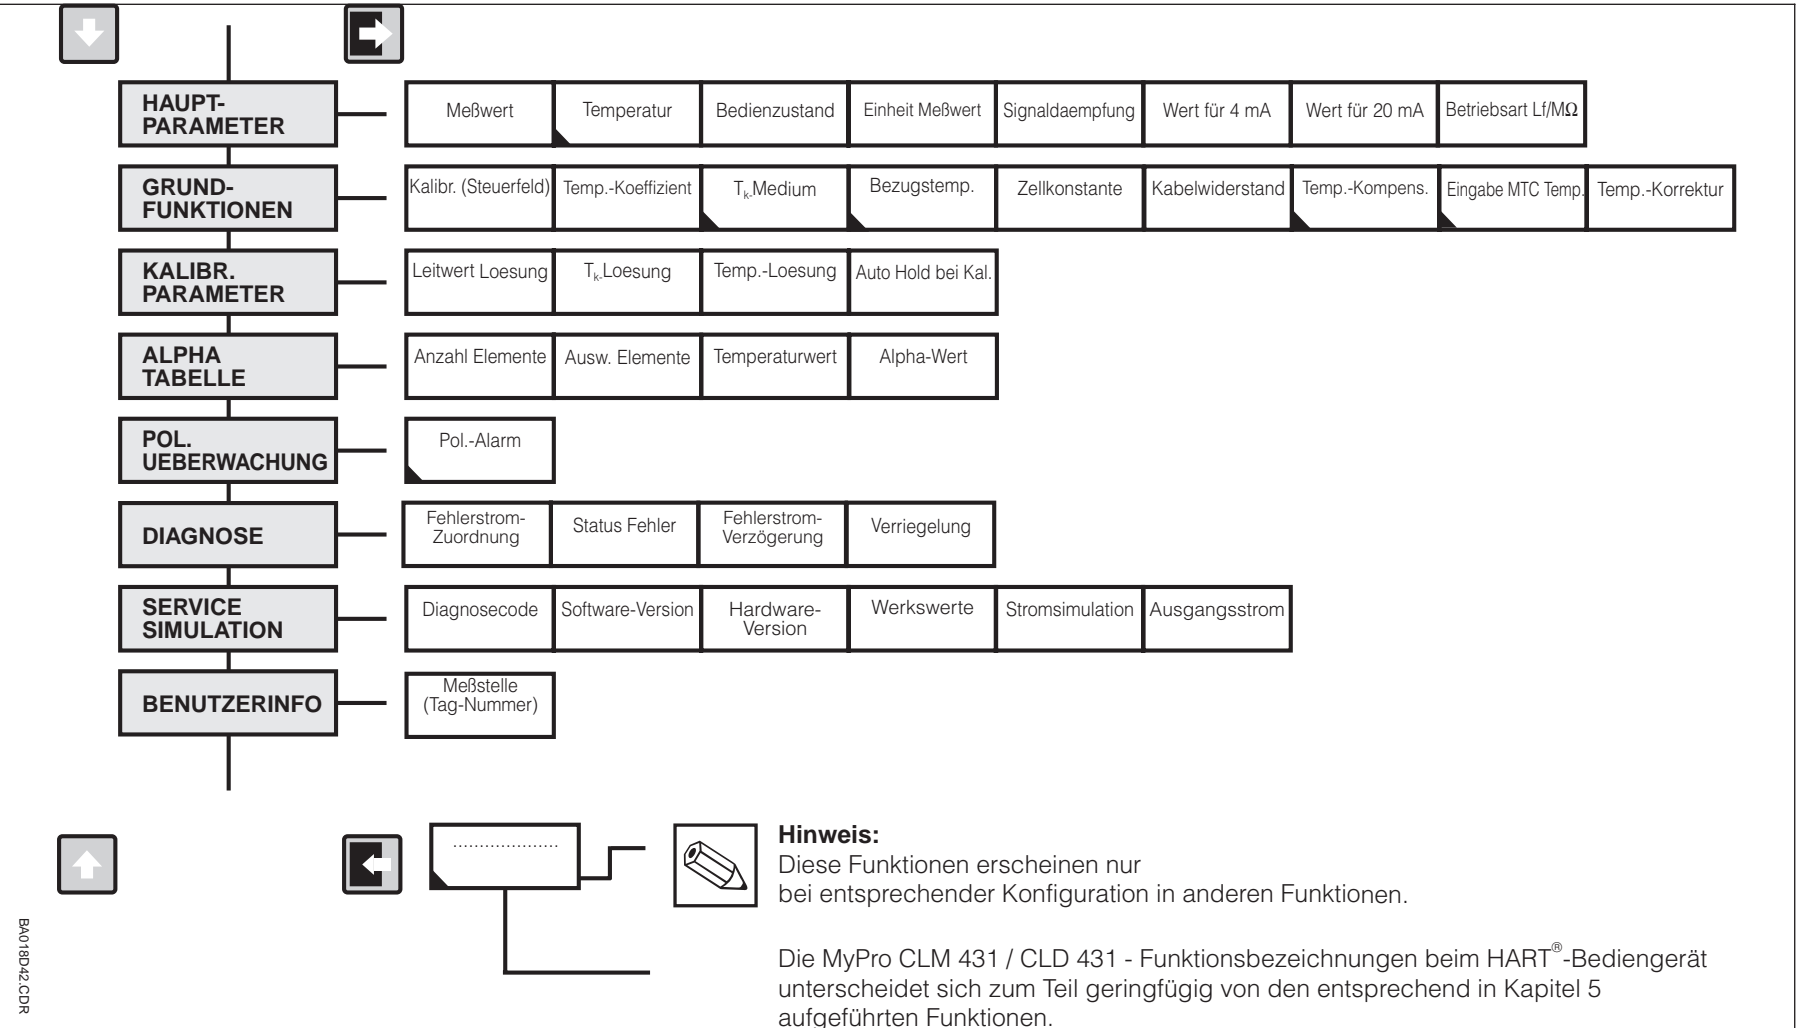 HAUPT-
PARAMETER
Meßwert
Temperatur
Bedienzustand
Einheit Meßwert
Signaldaempfung
Wert für 4 mA
Wert für 20 mA
Betriebsart Lf/MΩ
GRUND-
FUNKTIONEN
Kalibr. (Steuerfeld)
Temp.-Koeffizient
Tk-Medium
Bezugstemp.
Zellkonstante
Kabelwiderstand
Temp.-Kompens.
Eingabe MTC Temp.
Temp.-Korrektur
KALIBR.
PARAMETER
Leitwert Loesung
Tk-Loesung
Temp.-Loesung
Auto Hold bei Kal.
ALPHA
TABELLE
Anzahl Elemente
Ausw. Elemente
Temperaturwert
Alpha-Wert
POL.
UEBERWACHUNG
Pol.-Alarm
DIAGNOSE
Fehlerstrom-
Zuordnung
Status Fehler
Fehlerstrom-
Verzögerung
Verriegelung
SERVICE
SIMULATION
Diagnosecode
Software-Version
Hardware-
Version
Werkswerte
Stromsimulation
Ausgangsstrom
BENUTZERINFO
Meßstelle
(Tag-Nummer)
....................
Hinweis:
Diese Funktionen erscheinen nur
bei entsprechender Konfiguration in anderen Funktionen.
Die MyPro CLM 431 / CLD 431 - Funktionsbezeichnungen beim HART®-Bediengerät
unterscheidet sich zum Teil geringfügig von den entsprechend in Kapitel 5
aufgeführten Funktionen.
BA018D42.CDR